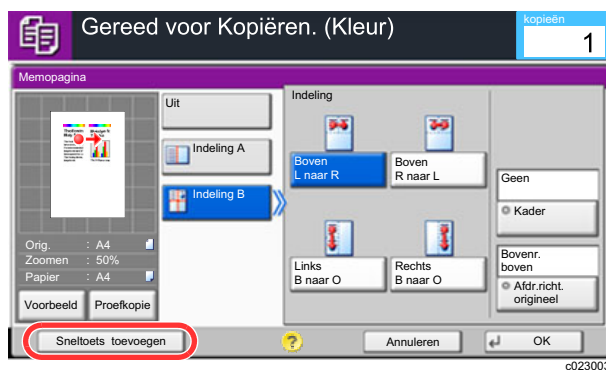 Gereed voor Kopiëren. (Kleur)
kopieën
1
Memopagina
Uit
Indeling A
Indeling B
Indeling
Boven
L naar R
Boven
R naar L
Links
B naar O
Rechts
B naar O
Geen
Kader
Bovenr.
boven
Afdr.richt.
origineel
Orig. : A4
Zoomen : 50%
Papier : A4
Voorbeeld
Proefkopie
Sneltoets toevoegen
?
Annuleren
OK
c023003